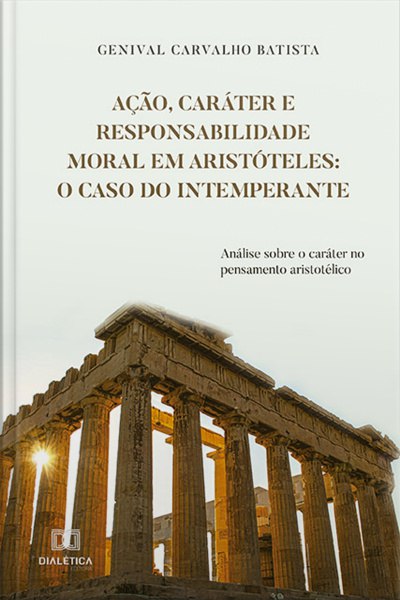 GENIVAL CARVALHO BATISTA
AÇÃO, CARÁTER E
RESPONSABILIDADE
MORAL EM ARISTÓTELES:
O CASO DO INTEMPERANTE
Análise sobre o caráter no
pensamento aristotélico
DIALÉTICA
EDITORA